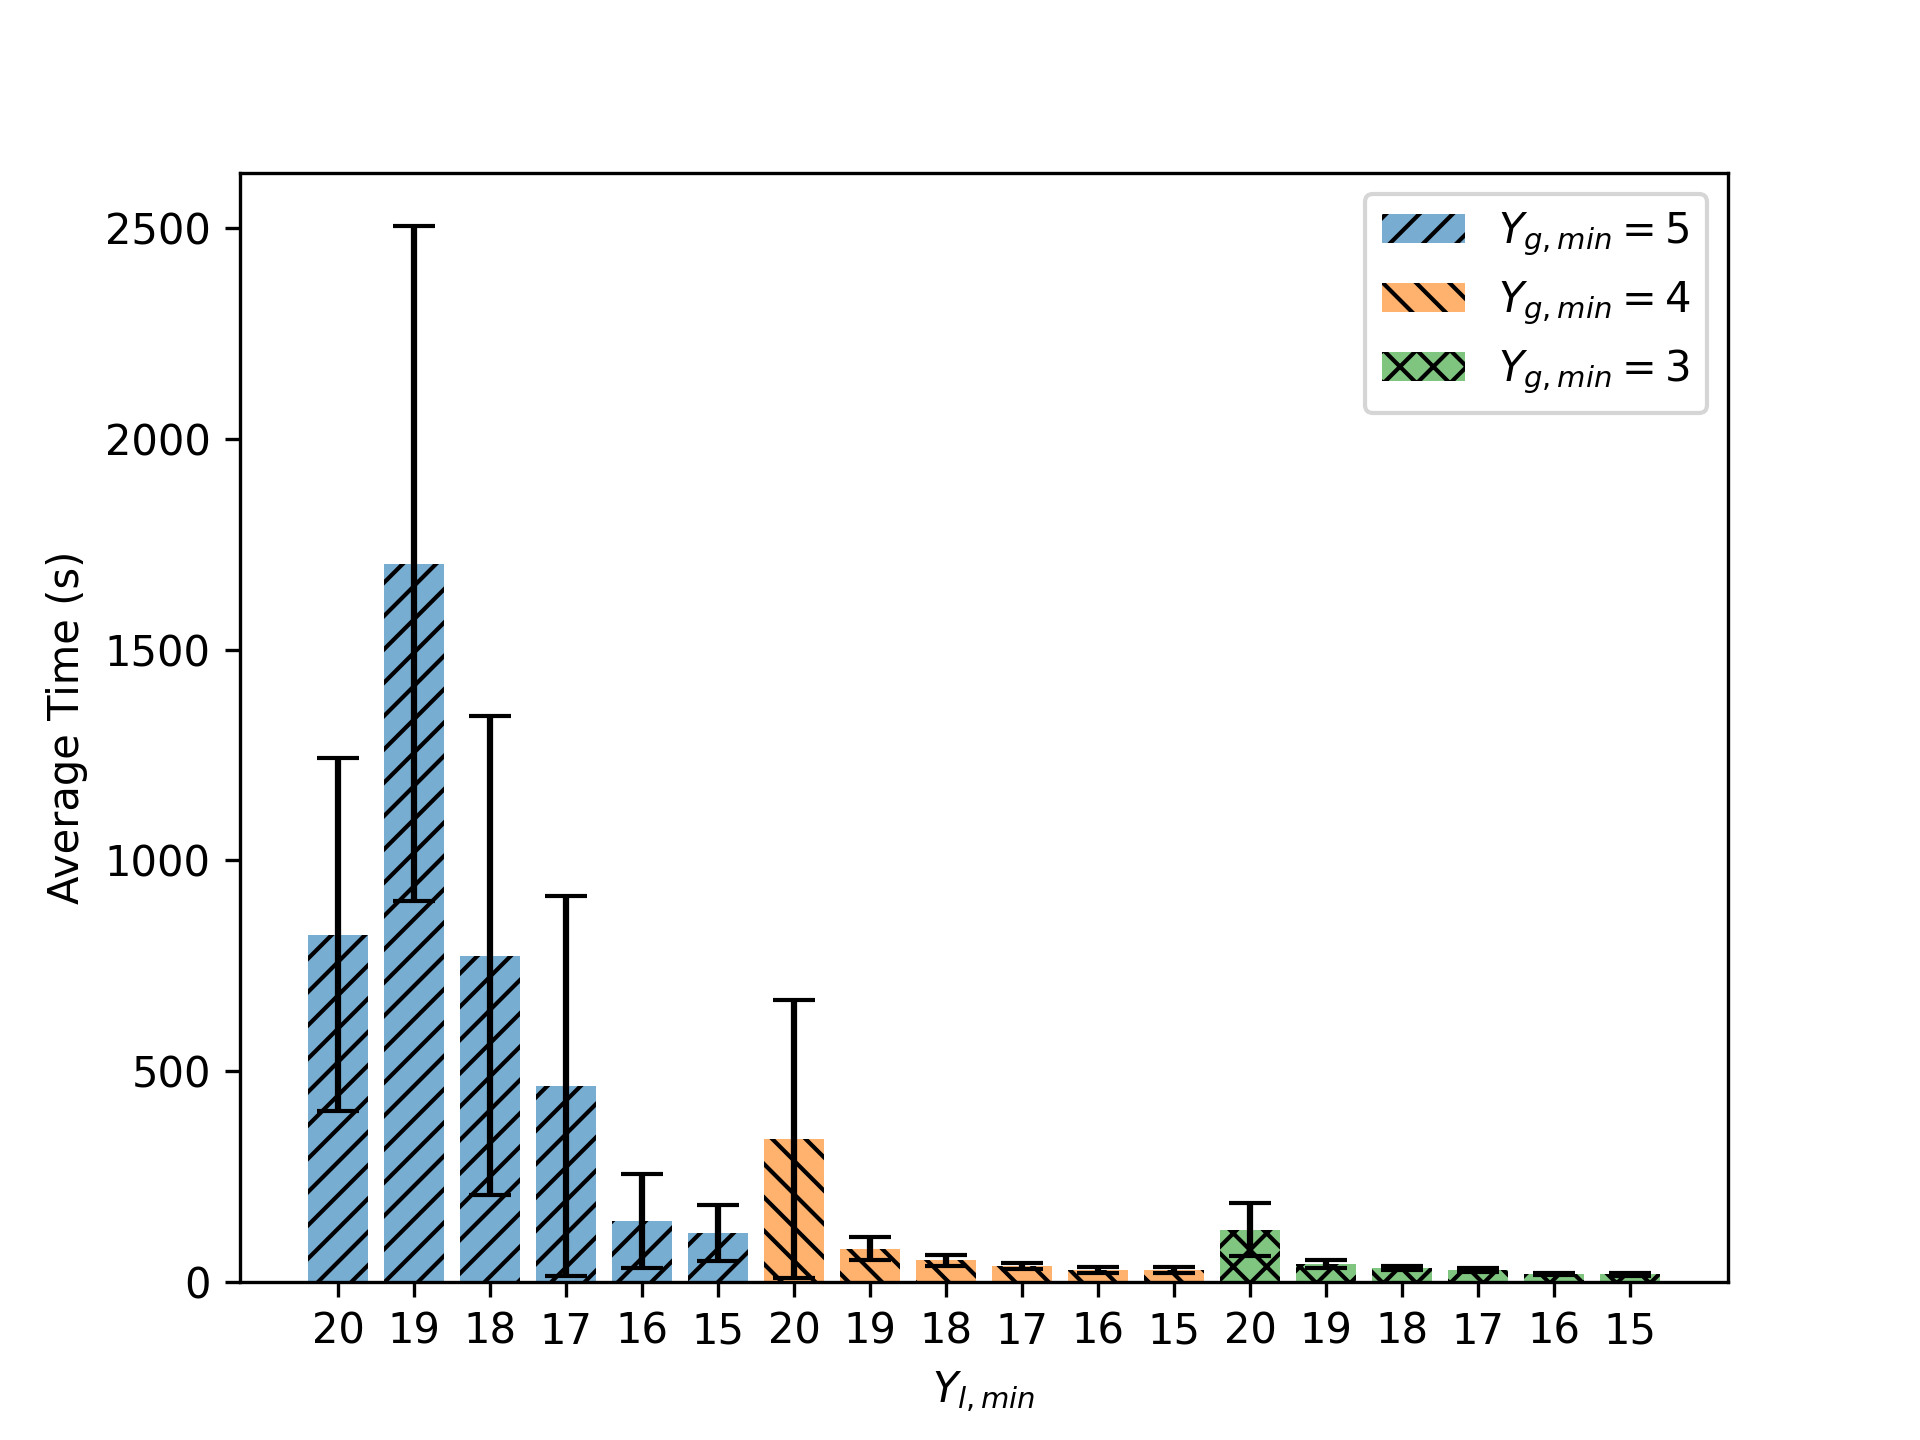 2500
2000
1500
1000
500
0
Average Time (s)
20 19 18 17 16 15 20 19 18 17 16 15 20 19 18 17 16 15
Y_{l,min}
Y_{g,min} = 5
Y_{g,min} = 4
Y_{g,min} = 3